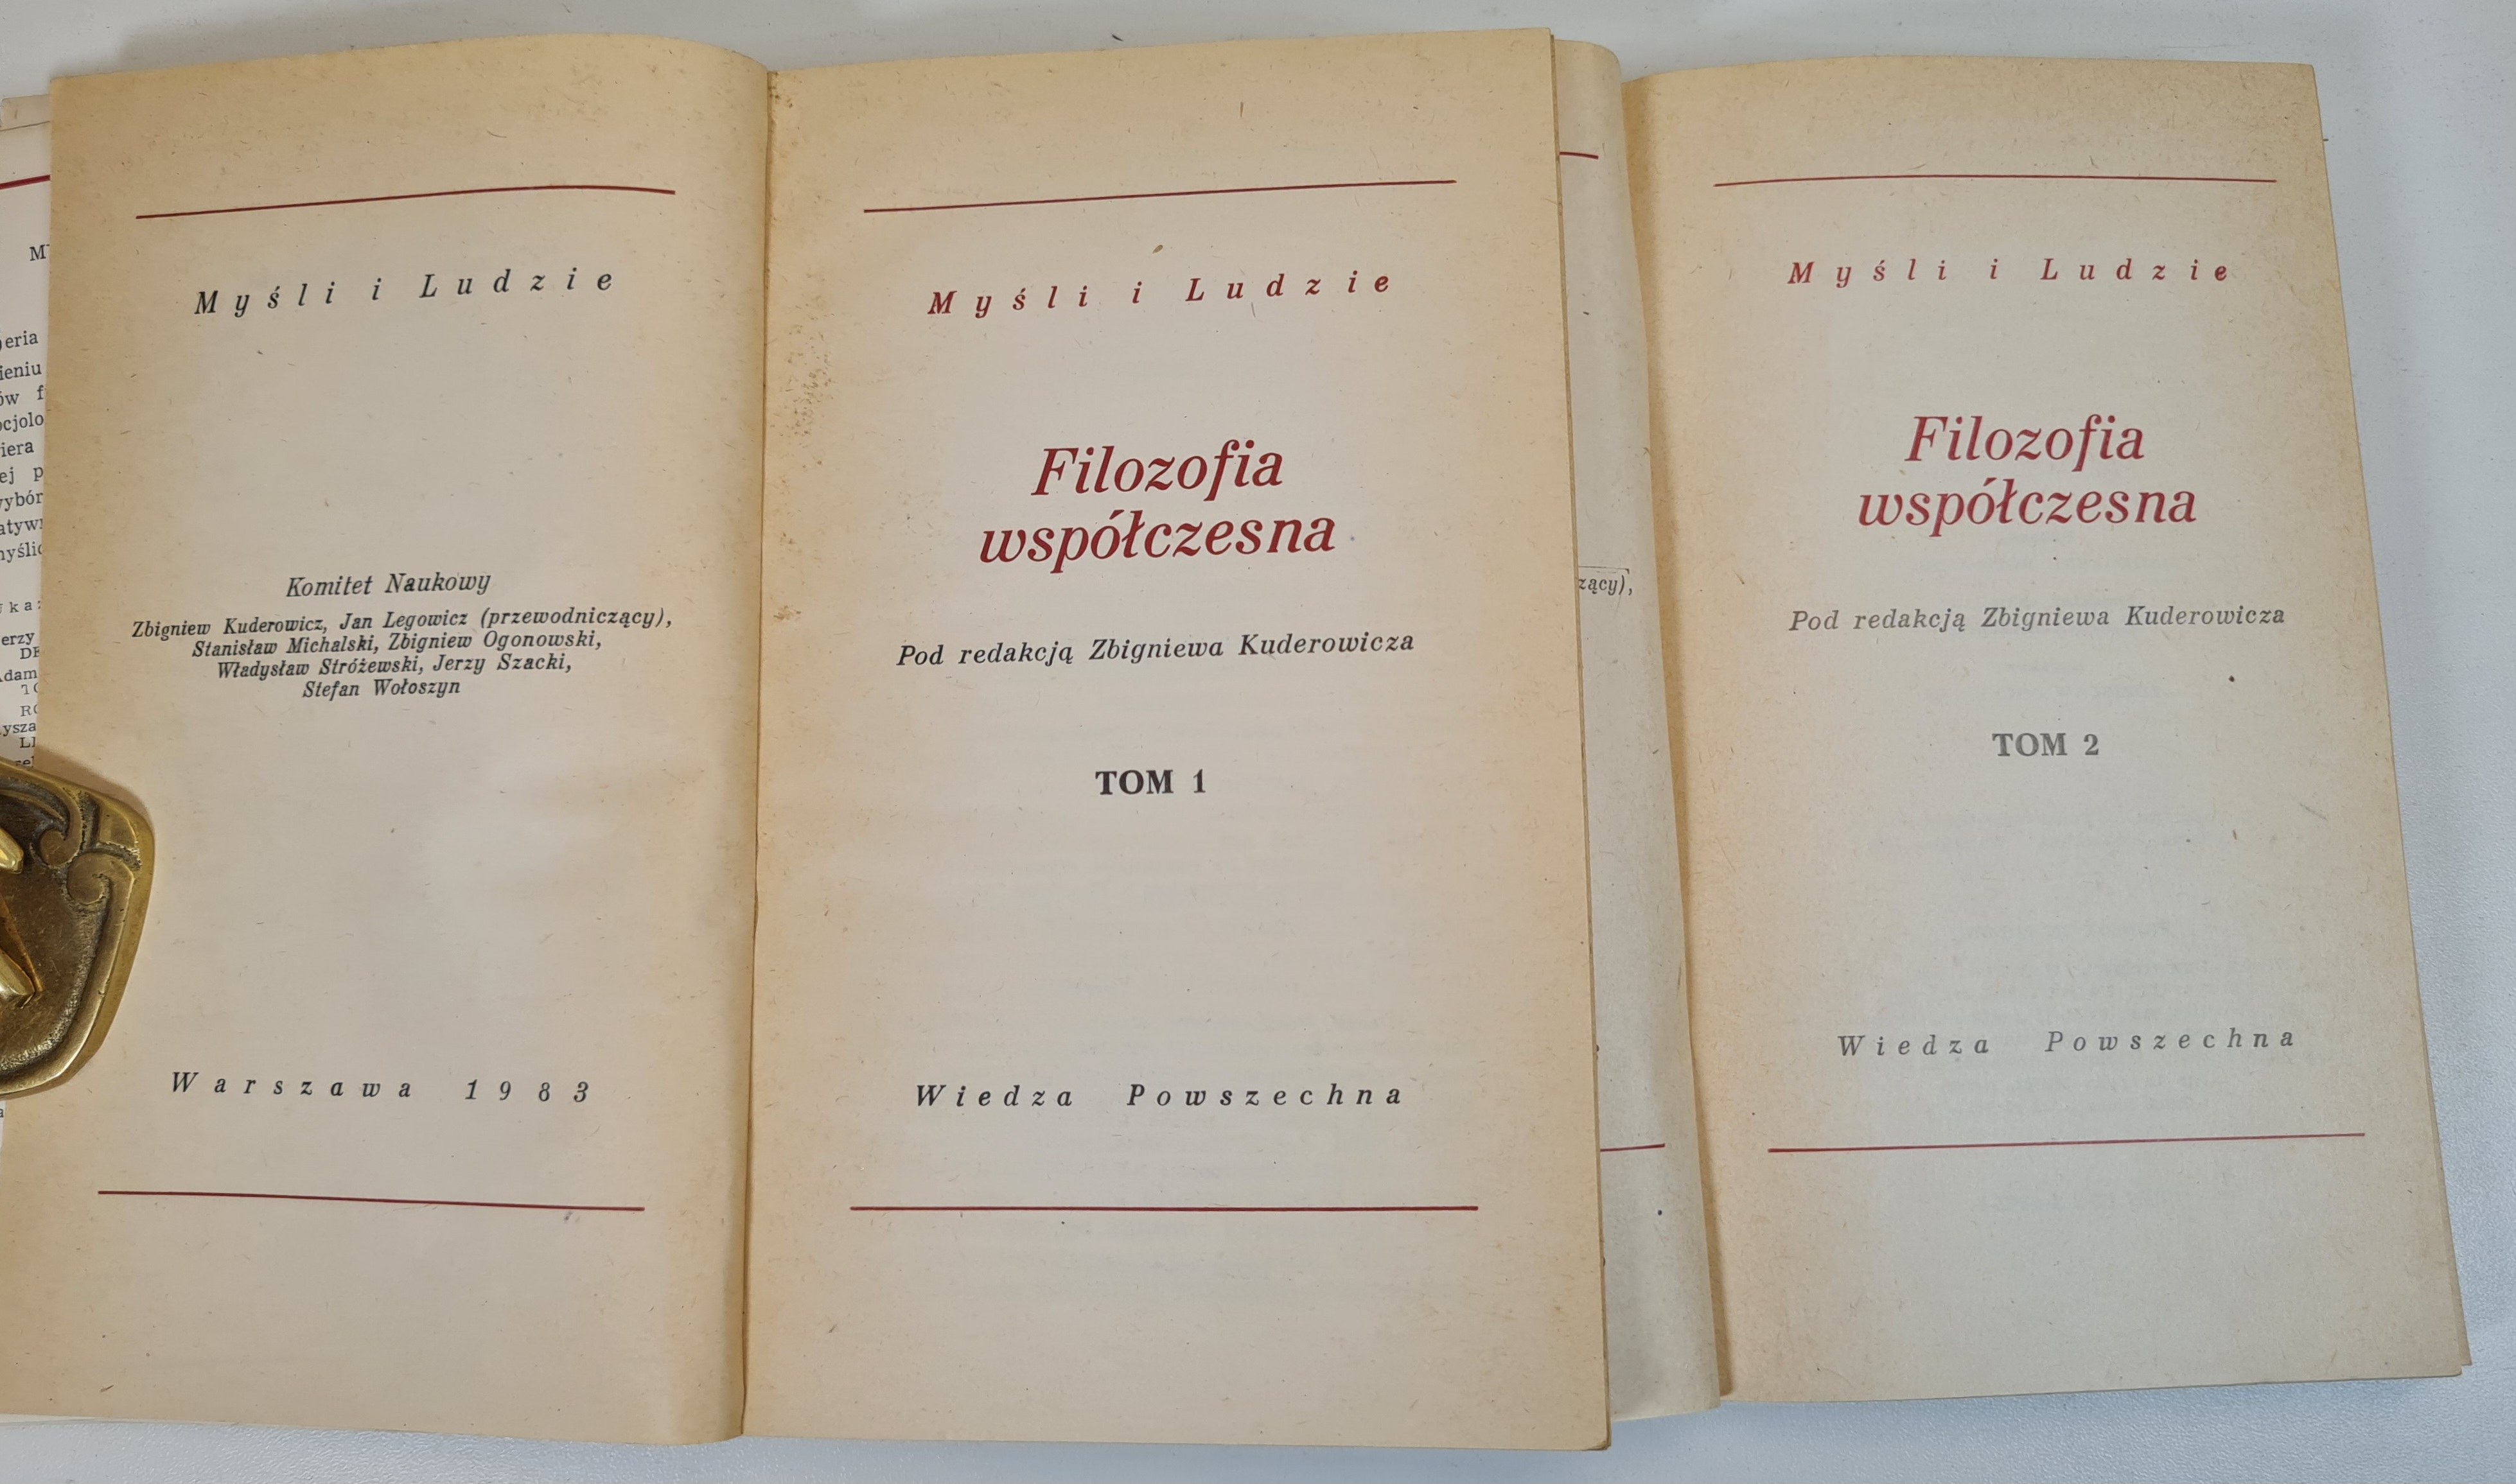 Myśli i Ludzie
Komitet Naukowy
Zbigniew Kuderowicz, Jan Legowicz (przewodniczący),
Stanisław Michalski, Zbigniew Ogonowski,
Władysław Stróżewski, Jerzy Szacki,
Stefan Wołoszyn
Warszawa 1983
Myśli i Ludzie
Filozofia
współczesna
Pod redakcją Zbigniewa Kuderowicza
TOM 1
Wiedza Powszechna
Myśli i Ludzie
Filozofia
współczesna
Pod redakcją Zbigniewa Kuderowicza
TOM 2
Wiedza Powszechna